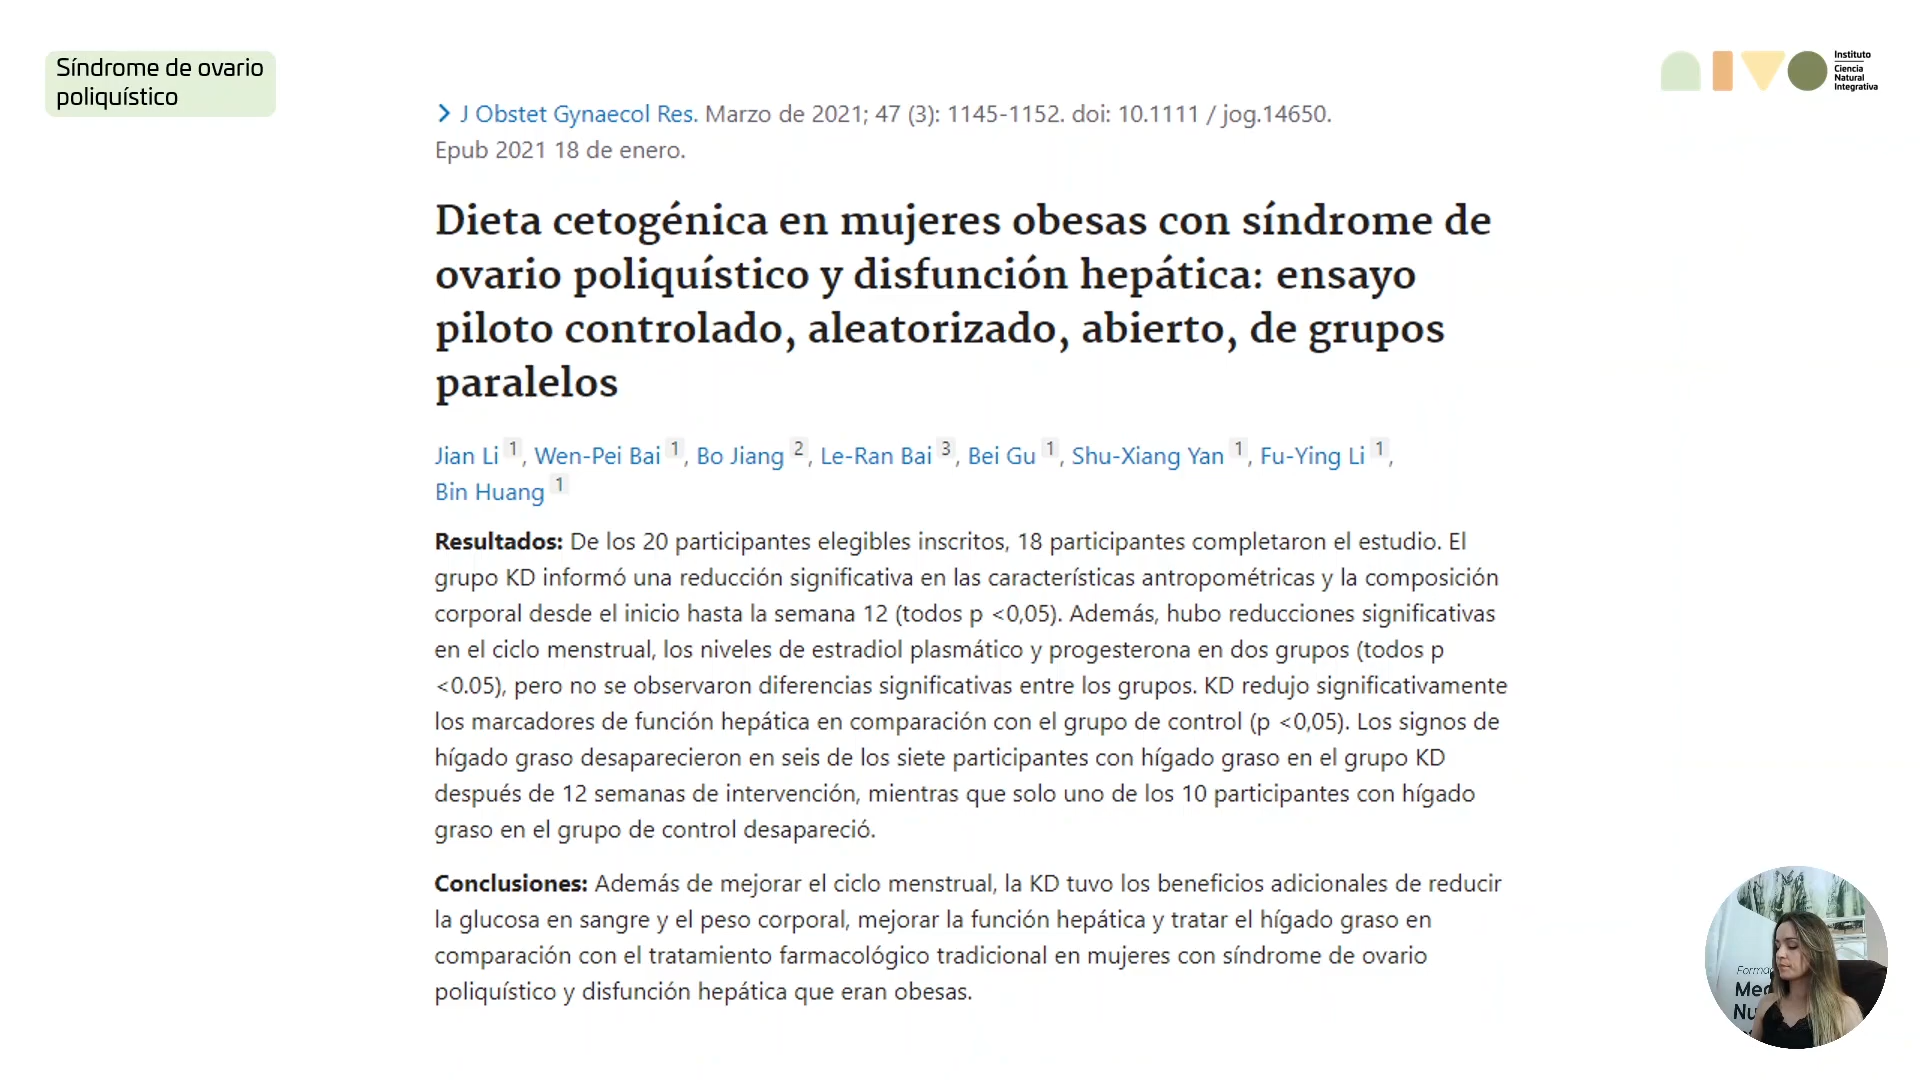 Síndrome de ovario
poliquístico
Instituto
Ciencia
Natural
Integrativa
J Obstet Gynaecol Res. Marzo de 2021; 47 (3): 1145-1152. doi: 10.1111 / jog.14650.
Epub 2021 18 de enero.
Dieta cetogénica en mujeres obesas con síndrome de
ovario poliquístico y disfunción hepática: ensayo
piloto controlado, aleatorizado, abierto, de grupos
paralelos
Jian Li 1, Wen-Pei Bai 1, Bo Jiang 2, Le-Ran Bai 3, Bei Gu 1, Shu-Xiang Yan 1, Fu-Ying Li 1,
Bin Huang 1
Resultados: De los 20 participantes elegibles inscritos, 18 participantes completaron el estudio. El
grupo KD informó una reducción significativa en las características antropométricas y la composición
corporal desde el inicio hasta la semana 12 (todos p <0,05). Además, hubo reducciones significativas
en el ciclo menstrual, los niveles de estradiol plasmático y progesterona en dos grupos (todos p
<0.05), pero no se observaron diferencias significativas entre los grupos. KD redujo significativamente
los marcadores de función hepática en comparación con el grupo de control (p <0,05). Los signos de
hígado graso desaparecieron en seis de los siete participantes con hígado graso en el grupo KD
después de 12 semanas de intervención, mientras que solo uno de los 10 participantes con hígado
graso en el grupo de control desapareció.
Conclusiones: Además de mejorar el ciclo menstrual, la KD tuvo los beneficios adicionales de reducir
la glucosa en sangre y el peso corporal, mejorar la función hepática y tratar el hígado graso en
comparación con el tratamiento farmacológico tradicional en mujeres con síndrome de ovario
poliquístico y disfunción hepática que eran obesas.